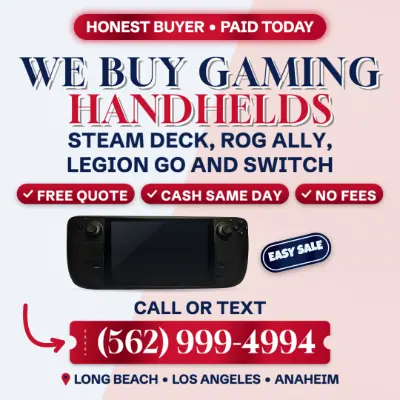 HONEST BUYER • PAID TODAY
WE BUY GAMING
HANDHELDS
STEAM DECK, ROG ALLY,
LEGION GO AND SWITCH
✓ FREE QUOTE ✓ CASH SAME DAY ✓ NO FEES
EASY SALE
CALL OR TEXT
(562) 999-4994
LONG BEACH • LOS ANGELES • ANAHEIM